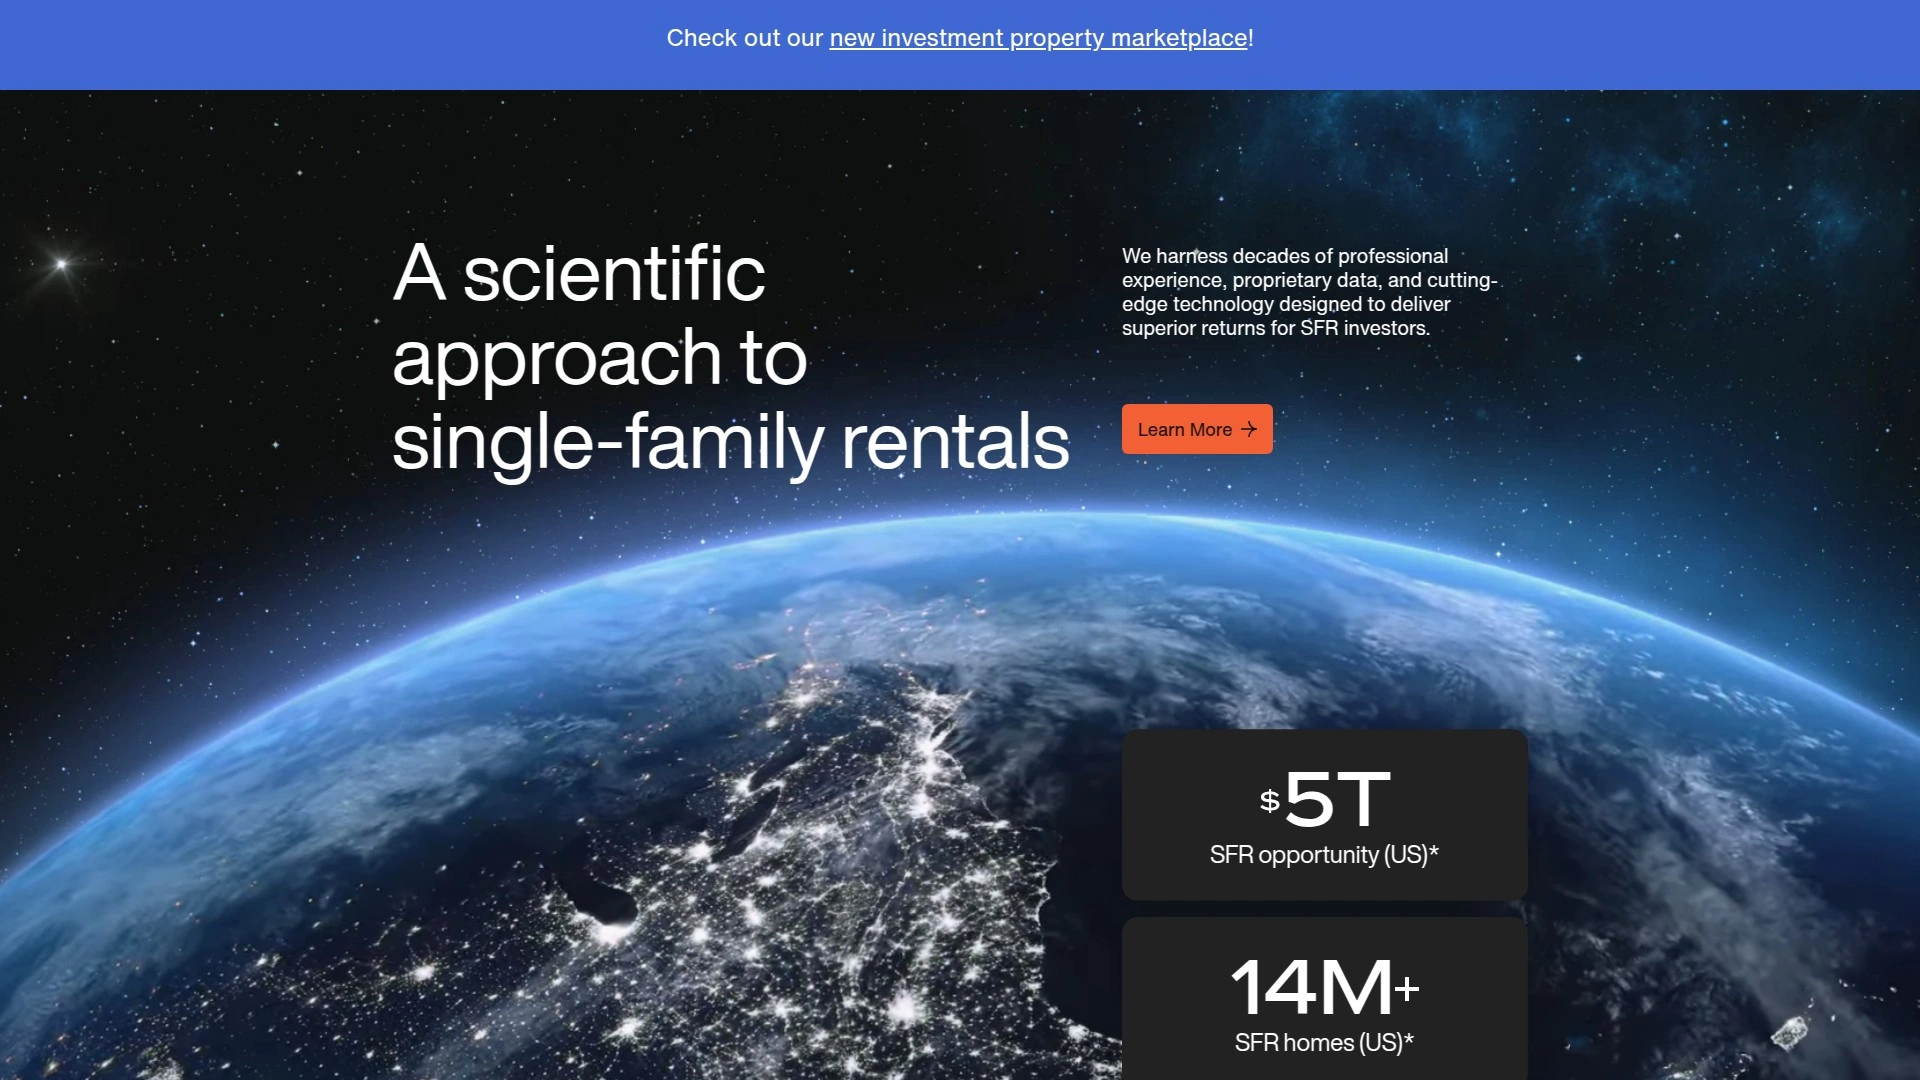 Check out our new investment property marketplace!
A scientific
approach to
single-family rentals
We harness decades of professional
experience, proprietary data, and cutting-
edge technology designed to deliver
superior returns for SFR investors.
Learn More →
$5T
SFR opportunity (US)*
14M+
SFR homes (US)*